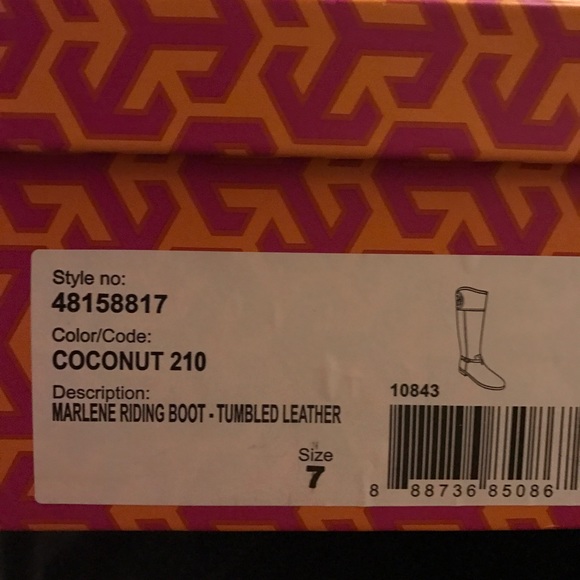 Style no:
48158817
Color/Code:
COCONUT 210
Description:
MARLENE RIDING BOOT - TUMBLED LEATHER
10843
Size
7
8 88736 85086